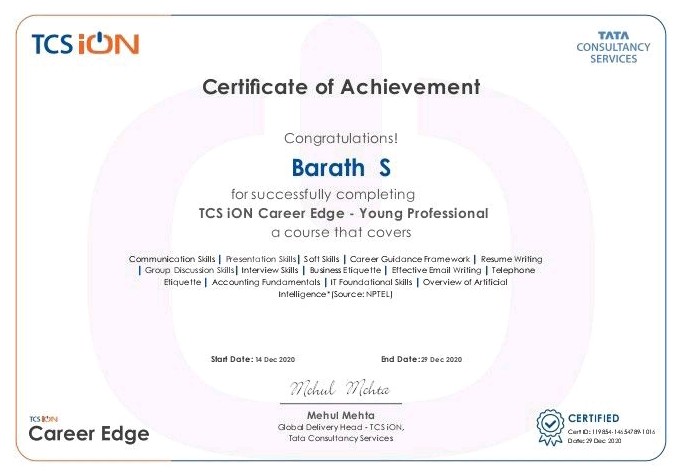 TCS iON
TATA
CONSULTANCY
SERVICES
Certificate of Achievement
Congratulations!
Barath S
for successfully completing
TCS iON Career Edge - Young Professional
a course that covers
Communication Skills | Presentation Skills| Soft Skills | Career Guidance Framework | Resume Writing
| Group Discussion Skills| Interview Skills | Business Etiquette | Effective Email Writing | Telephone
Etiquette | Accounting Fundamentals | IT Foundational Skills | Overview of Artificial
Intelligence*(Source: NPTEL)
Start Date: 14 Dec 2020 End Date: 29 Dec 2020
Mehul Mehta
Mehul Mehta
Global Delivery Head - TCS iON,
Tata Consultancy Services
TCS iON
Career Edge
CERTIFIED
Cert ID: 119854-14654789-1016
Date: 29 Dec 2020